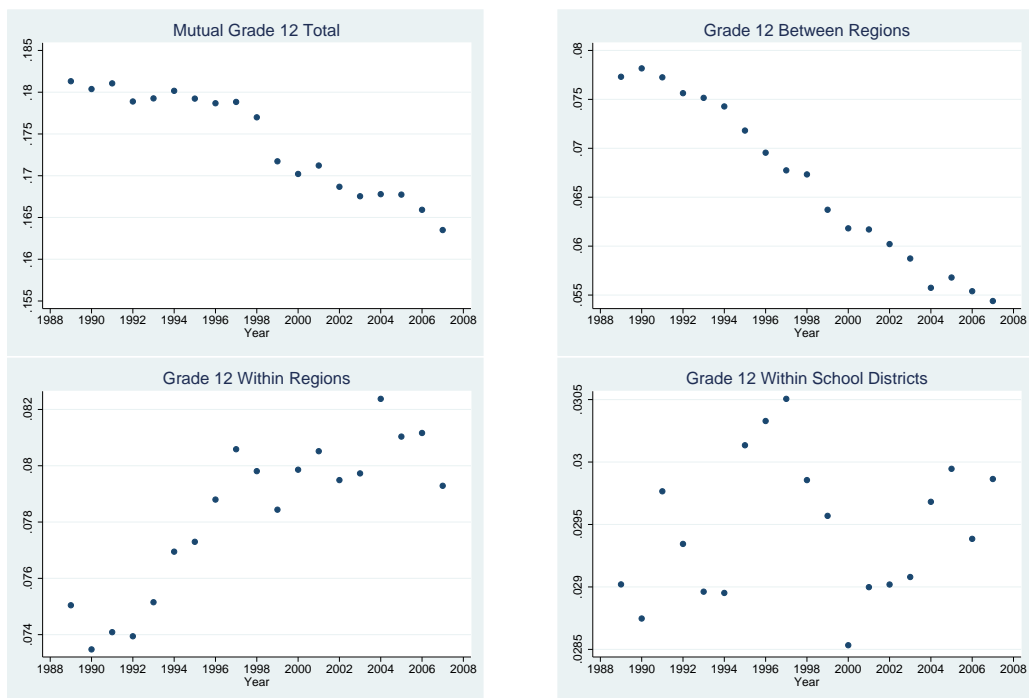 Mutual Grade 12 Total
.185
.18
.175
.17
.165
.16
.155
1988 1990 1992 1994 1996 1998 2000 2002 2004 2006 2008
Year
Grade 12 Between Regions
.08
.075
.07
.065
.06
.055
1988 1990 1992 1994 1996 1998 2000 2002 2004 2006 2008
Year
Grade 12 Within Regions
.082
.08
.078
.076
.074
1988 1990 1992 1994 1996 1998 2000 2002 2004 2006 2008
Year
Grade 12 Within School Districts
.0305
.03
.0295
.029
.0285
1988 1990 1992 1994 1996 1998 2000 2002 2004 2006 2008
Year